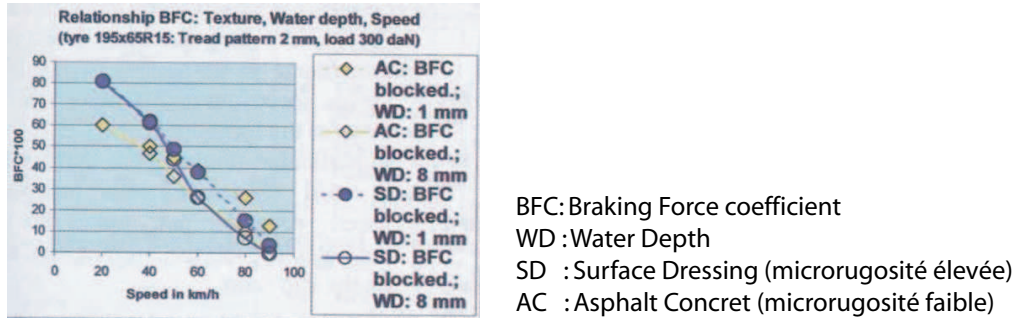 Relationship BFC: Texture, Water depth, Speed
(tyre 195x65R15: Tread pattern 2 mm, load 300 daN)
90
80
70
60
50
40
30
20
10
0
BFC*100
0 20 40 60 80 100
Speed in km/h
AC: BFC
blocked.;
WD: 1 mm
AC: BFC
blocked.;
WD: 8 mm
SD: BFC
blocked.;
WD: 1 mm
SD: BFC
blocked.;
WD: 8 mm
BFC: Braking Force coefficient
WD : Water Depth
SD : Surface Dressing (microrugosité élevée)
AC : Asphalt Concret (microrugosité faible)